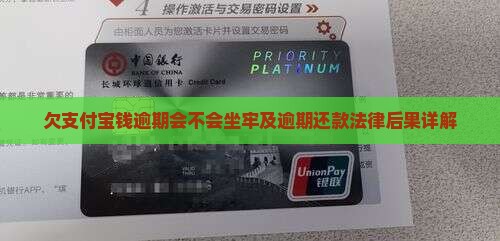 4 操作激活与交易密码设置
由柜面人员为您激活卡片并设置交易密码
中国银行
BANK OF CHINA
PRIORITY
PLATINUM
长城环球通信用卡 Credit Card
欠支付宝钱逾期会不会坐牢及逾期还款法律后果详解
UnionPay
银联